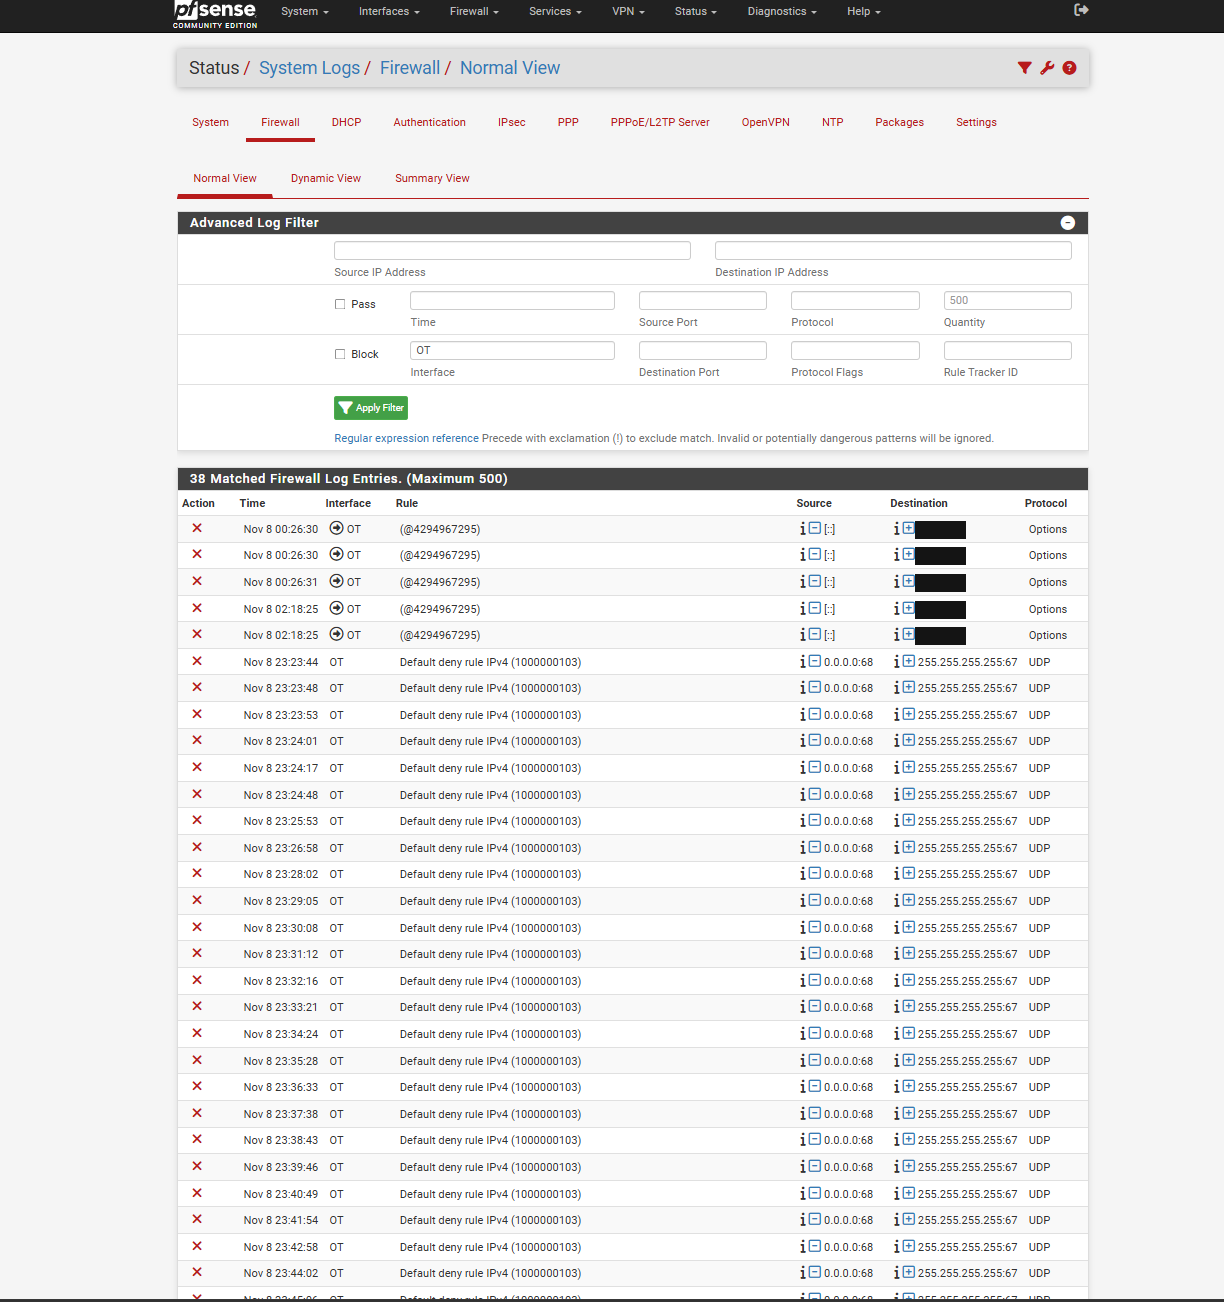 pfsense COMMUNITY EDITION System Interfaces Firewall Services VPN Status Diagnostics Help
Status / System Logs / Firewall / Normal View
System Firewall DHCP Authentication IPsec PPP PPPoE/L2TP Server OpenVPN NTP Packages Settings
Normal View Dynamic View Summary View
Advanced Log Filter
Source IP Address Destination IP Address
Pass 500
Time Source Port Protocol Quantity
Block OT
Interface Destination Port Protocol Flags Rule Tracker ID
Apply Filter
Regular expression reference Precede with exclamation (!) to exclude match. Invalid or potentially dangerous patterns will be ignored.
38 Matched Firewall Log Entries. (Maximum 500)
Action Time Interface Rule Source Destination Protocol
Nov 8 00:26:30 OT (@4294967295) [::] Options
Nov 8 00:26:30 OT (@4294967295) [::] Options
Nov 8 00:26:31 OT (@4294967295) [::] Options
Nov 8 02:18:25 OT (@4294967295) [::] Options
Nov 8 02:18:25 OT (@4294967295) [::] Options
Nov 8 23:23:44 OT Default deny rule IPv4 (1000000103) 0.0.0.0:68 255.255.255.255:67 UDP
Nov 8 23:23:48 OT Default deny rule IPv4 (1000000103) 0.0.0.0:68 255.255.255.255:67 UDP
Nov 8 23:23:53 OT Default deny rule IPv4 (1000000103) 0.0.0.0:68 255.255.255.255:67 UDP
Nov 8 23:24:01 OT Default deny rule IPv4 (1000000103) 0.0.0.0:68 255.255.255.255:67 UDP
Nov 8 23:24:17 OT Default deny rule IPv4 (1000000103) 0.0.0.0:68 255.255.255.255:67 UDP
Nov 8 23:24:48 OT Default deny rule IPv4 (1000000103) 0.0.0.0:68 255.255.255.255:67 UDP
Nov 8 23:25:53 OT Default deny rule IPv4 (1000000103) 0.0.0.0:68 255.255.255.255:67 UDP
Nov 8 23:26:58 OT Default deny rule IPv4 (1000000103) 0.0.0.0:68 255.255.255.255:67 UDP
Nov 8 23:28:02 OT Default deny rule IPv4 (1000000103) 0.0.0.0:68 255.255.255.255:67 UDP
Nov 8 23:29:05 OT Default deny rule IPv4 (1000000103) 0.0.0.0:68 255.255.255.255:67 UDP
Nov 8 23:30:08 OT Default deny rule IPv4 (1000000103) 0.0.0.0:68 255.255.255.255:67 UDP
Nov 8 23:31:12 OT Default deny rule IPv4 (1000000103) 0.0.0.0:68 255.255.255.255:67 UDP
Nov 8 23:32:16 OT Default deny rule IPv4 (1000000103) 0.0.0.0:68 255.255.255.255:67 UDP
Nov 8 23:33:21 OT Default deny rule IPv4 (1000000103) 0.0.0.0:68 255.255.255.255:67 UDP
Nov 8 23:34:24 OT Default deny rule IPv4 (1000000103) 0.0.0.0:68 255.255.255.255:67 UDP
Nov 8 23:35:28 OT Default deny rule IPv4 (1000000103) 0.0.0.0:68 255.255.255.255:67 UDP
Nov 8 23:36:33 OT Default deny rule IPv4 (1000000103) 0.0.0.0:68 255.255.255.255:67 UDP
Nov 8 23:37:38 OT Default deny rule IPv4 (1000000103) 0.0.0.0:68 255.255.255.255:67 UDP
Nov 8 23:38:43 OT Default deny rule IPv4 (1000000103) 0.0.0.0:68 255.255.255.255:67 UDP
Nov 8 23:39:46 OT Default deny rule IPv4 (1000000103) 0.0.0.0:68 255.255.255.255:67 UDP
Nov 8 23:40:49 OT Default deny rule IPv4 (1000000103) 0.0.0.0:68 255.255.255.255:67 UDP
Nov 8 23:41:54 OT Default deny rule IPv4 (1000000103) 0.0.0.0:68 255.255.255.255:67 UDP
Nov 8 23:42:58 OT Default deny rule IPv4 (1000000103) 0.0.0.0:68 255.255.255.255:67 UDP
Nov 8 23:44:02 OT Default deny rule IPv4 (1000000103) 0.0.0.0:68 255.255.255.255:67 UDP